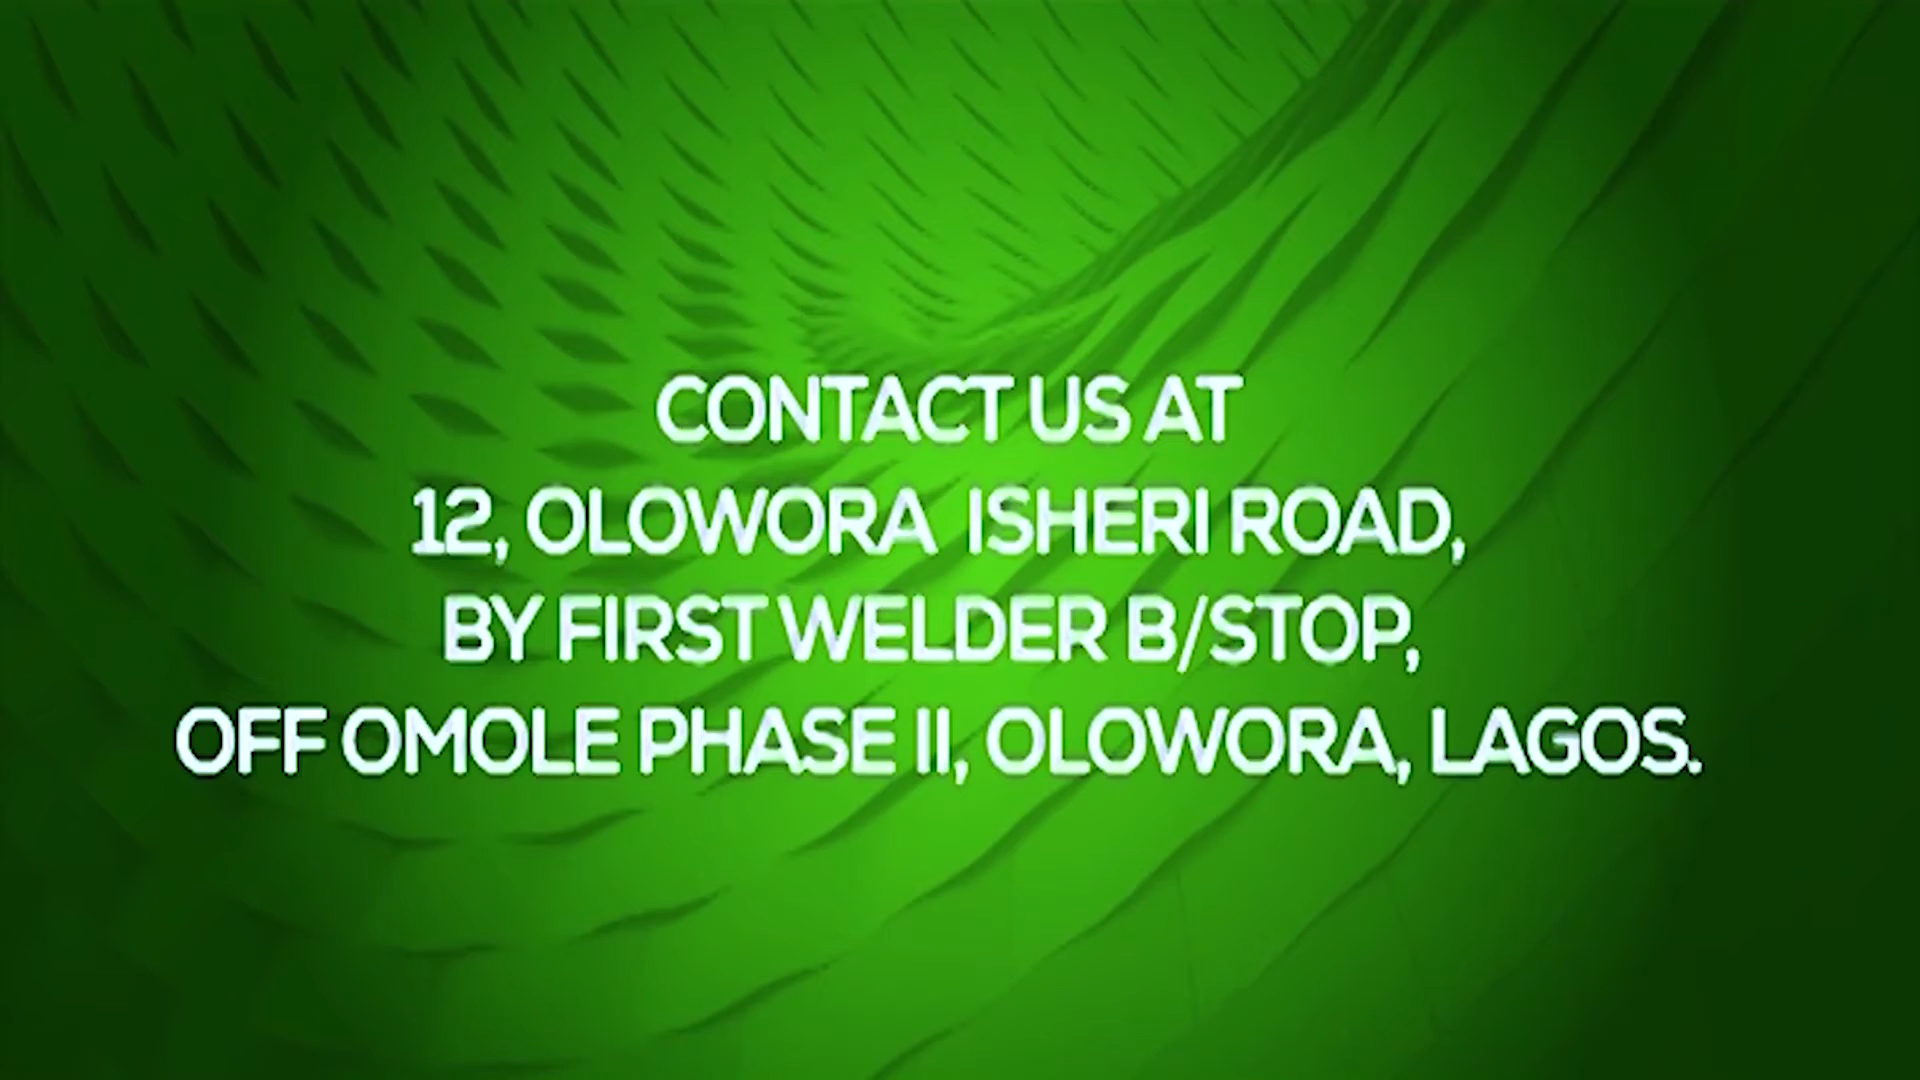 CONTACT US AT
12, OLOWORA ISHERI ROAD,
BY FIRST WELDER B/STOP,
OFF OMOLE PHASE II, OLOWORA, LAGOS.